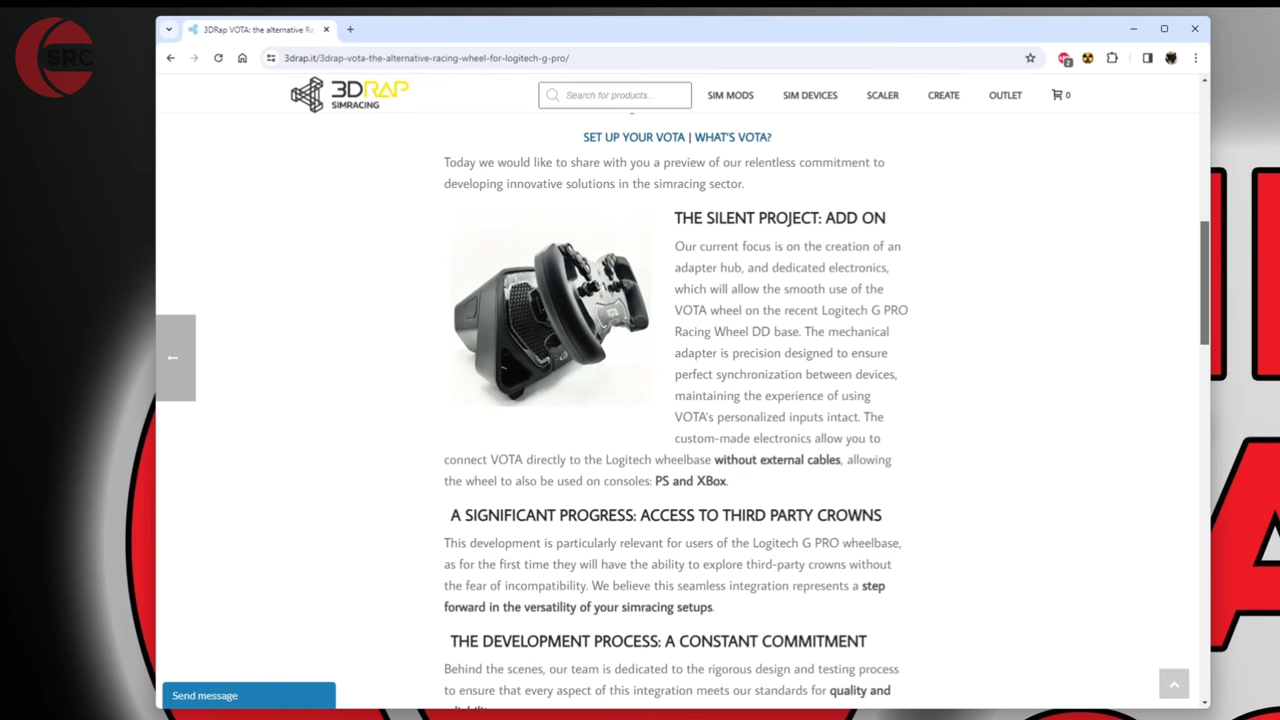 SRC
3DRap VOTA: the alternative Ra
3drap.it/3drap-vota-the-alternative-racing-wheel-for-logitech-g-pro/
2
3DRAP
SIMRACING
Search for products...
SIM MODS
SIM DEVICES
SCALER
CREATE
OUTLET
0
SET UP YOUR VOTA | WHAT'S VOTA?
Today we would like to share with you a preview of our relentless commitment to
developing innovative solutions in the simracing sector.
THE SILENT PROJECT: ADD ON
Our current focus is on the creation of an
adapter hub, and dedicated electronics,
which will allow the smooth use of the
VOTA wheel on the recent Logitech G PRO
Racing Wheel DD base. The mechanical
adapter is precision designed to ensure
perfect synchronization between devices,
maintaining the experience of using
VOTA's personalized inputs intact. The
custom-made electronics allow you to
connect VOTA directly to the Logitech wheelbase without external cables, allowing
the wheel to also be used on consoles: PS and XBox.
A SIGNIFICANT PROGRESS: ACCESS TO THIRD PARTY CROWNS
This development is particularly relevant for users of the Logitech G PRO wheelbase,
as for the first time they will have the ability to explore third-party crowns without
the fear of incompatibility. We believe this seamless integration represents a step
forward in the versatility of your simracing setups.
THE DEVELOPMENT PROCESS: A CONSTANT COMMITMENT
Behind the scenes, our team is dedicated to the rigorous design and testing process
to ensure that every aspect of this integration meets our standards for quality and
Send message